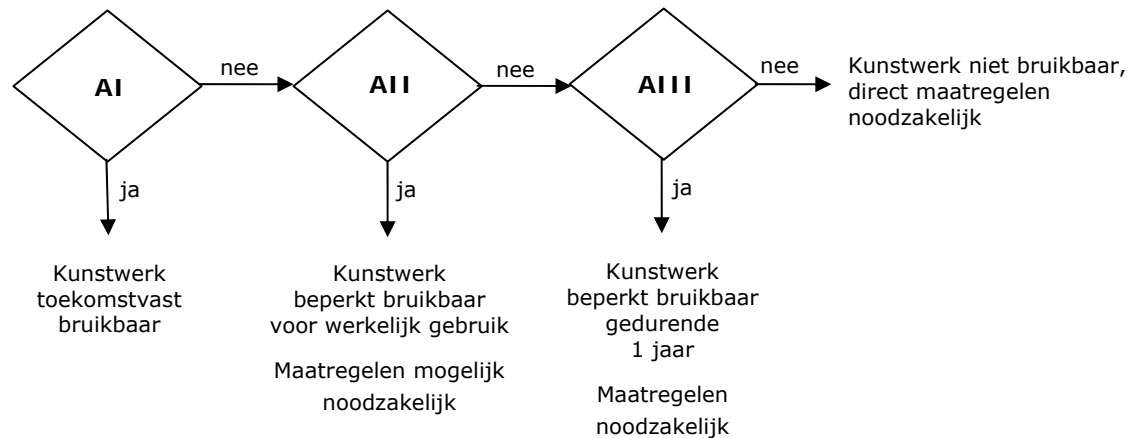 AI
nee
AII
nee
AIII
nee
Kunstwerk niet bruikbaar,
direct maatregelen
noodzakelijk
ja
ja
ja
Kunstwerk
toekomstvast
bruikbaar
Kunstwerk
beperkt bruikbaar
voor werkelijk gebruik
Maatregelen mogelijk
noodzakelijk
Kunstwerk
beperkt bruikbaar
gedurende
1 jaar
Maatregelen
noodzakelijk